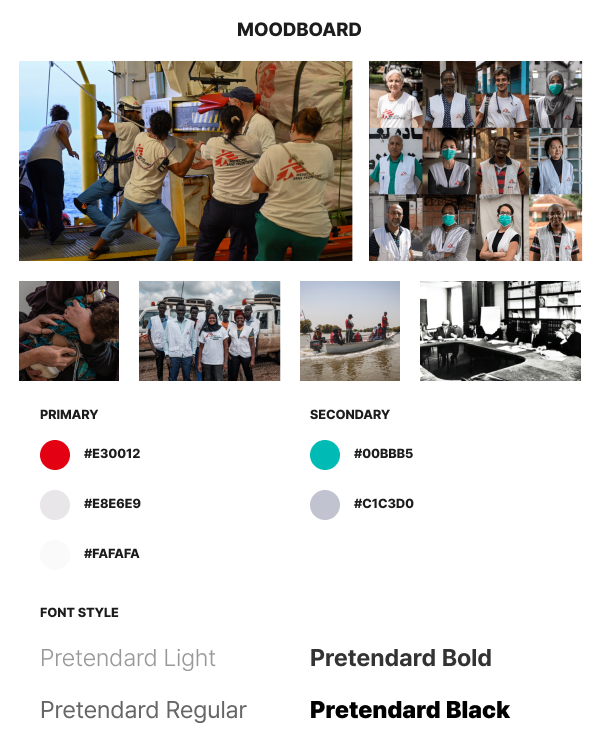 MOODBOARD
PRIMARY
#E30012
#E8E6E9
#FAFAFA
SECONDARY
#00BBB5
#C1C3D0
FONT STYLE
Pretendard Light
Pretendard Bold
Pretendard Regular
Pretendard Black